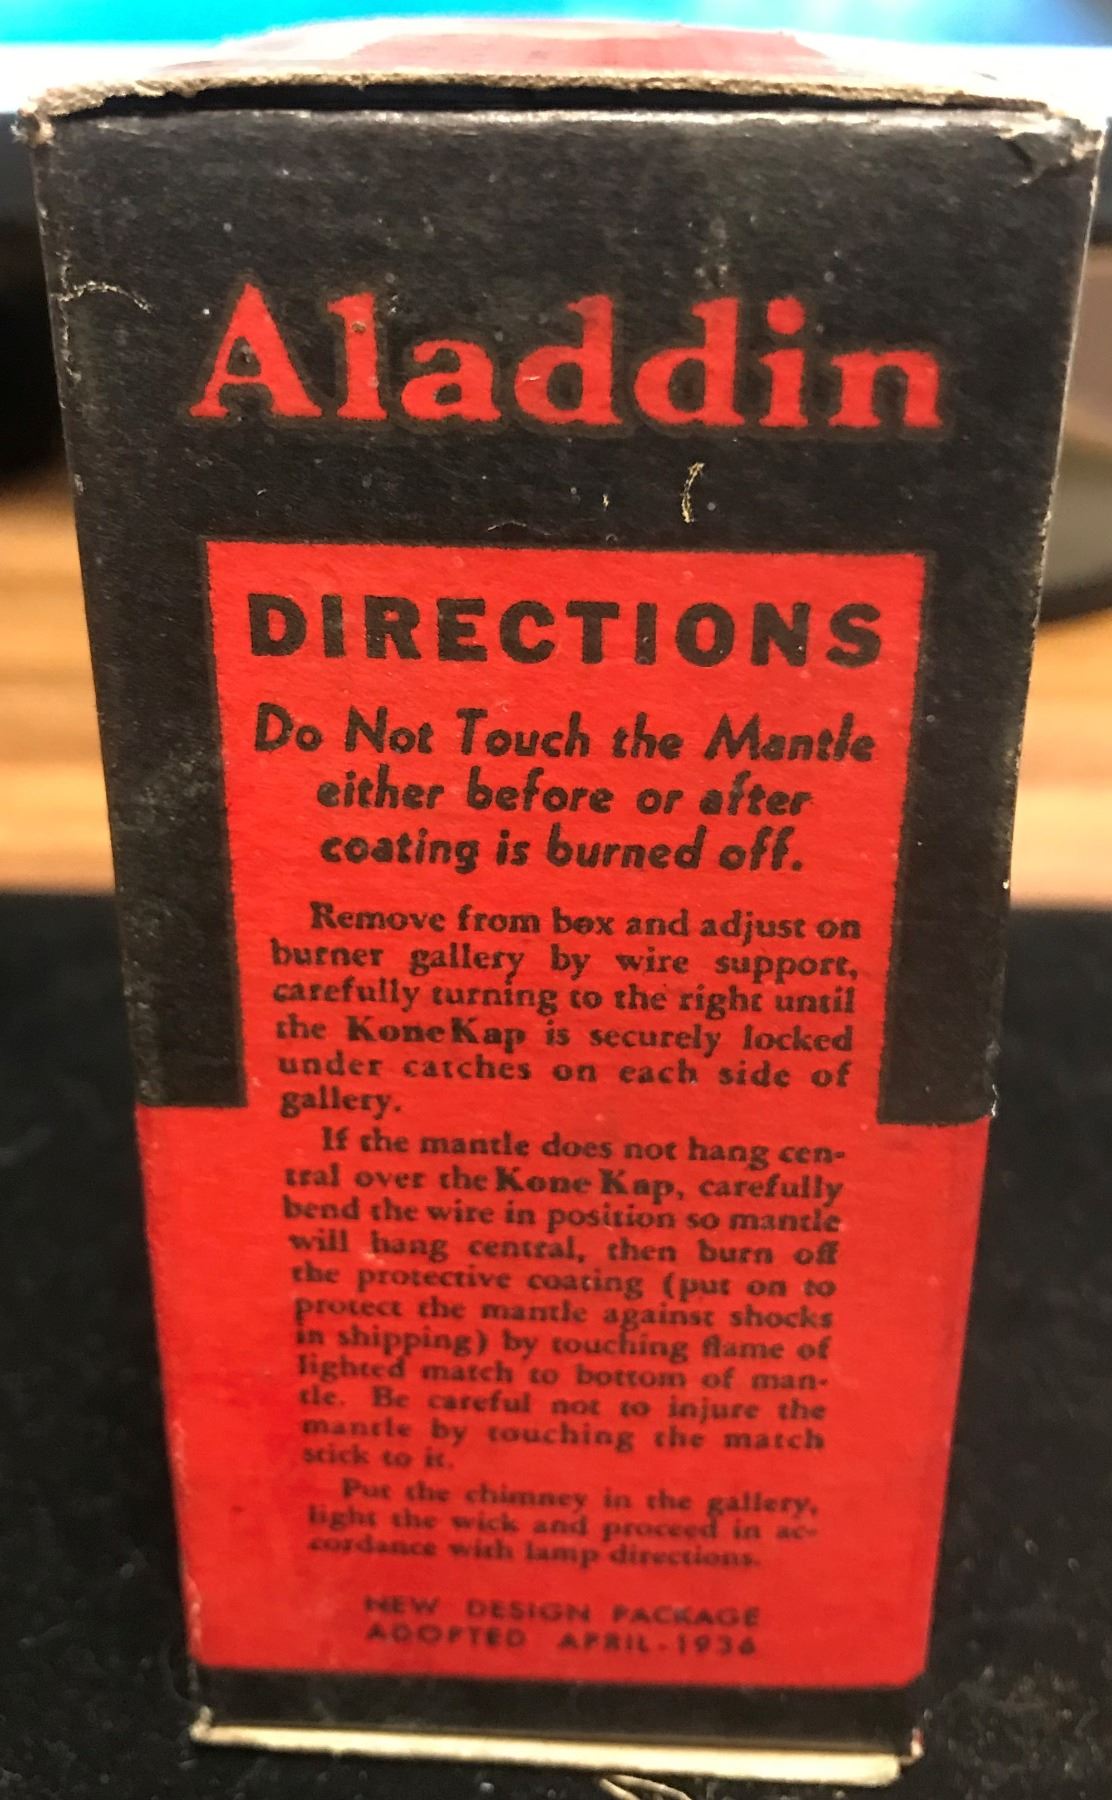 Aladdin
DIRECTIONS
Do Not Touch the Mantle
either before or after
coating is burned off.
Remove from box and adjust on
burner gallery by wire support,
carefully turning to the right until
the Kone Kap is securely locked
under catches on each side of
gallery.
If the mantle does not hang cen-
tral over the Kone Kap, carefully
bend the wire in position so mantle
will hang central, then burn off
the protective coating (put on to
protect the mantle against shocks
in shipping) by touching flame of
lighted match to bottom of man-
tle. Be careful not to injure the
mantle by touching the match
stick to it.
Put the chimney in the gallery,
light the wick and proceed in ac-
cordance with lamp directions.
NEW DESIGN PACKAGE
ADOPTED APRIL-1936